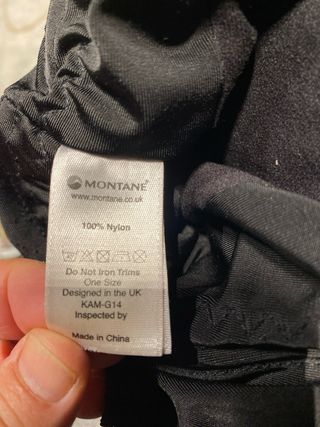 MONTANE
www.montane.co.uk
100% Nylon
Do Not Iron Trims
One Size
Designed in the UK
KAM-G14
Inspected by
Made in China